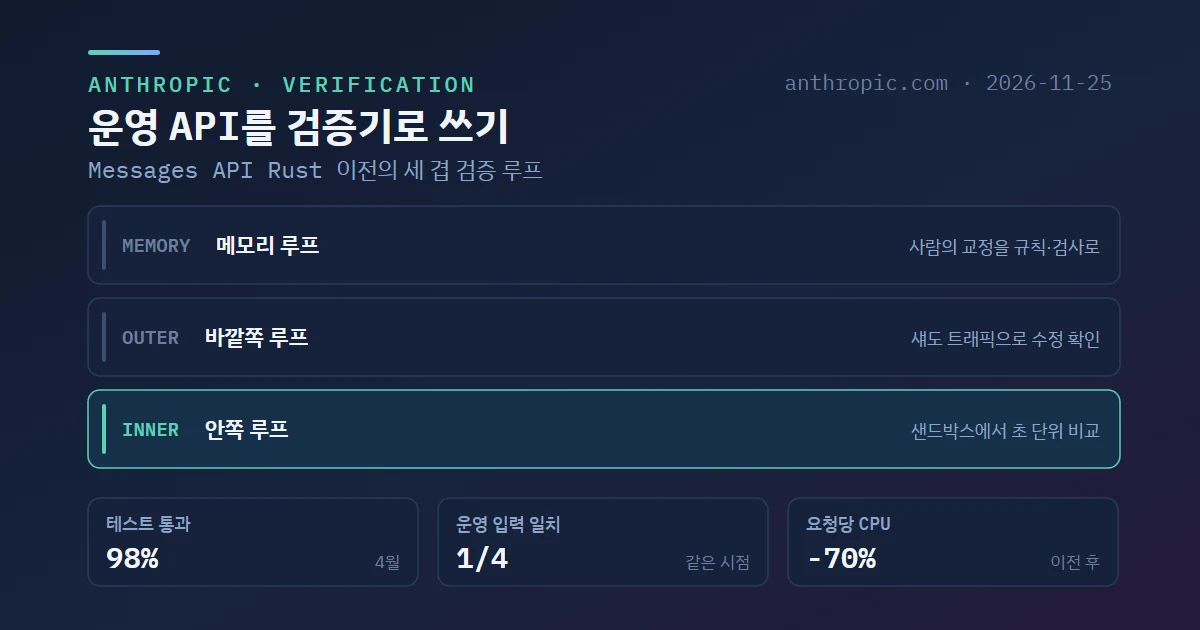 ANTHROPIC · VERIFICATION
anthropic.com · 2026-11-25
운영 API를 검증기로 쓰기
Messages API Rust 이전의 세 겹 검증 루프
MEMORY 메모리 루프 사람의 교정을 규칙·검사로
OUTER 바깥쪽 루프 섀도 트래픽으로 수정 확인
INNER 안쪽 루프 샌드박스에서 초 단위 비교
테스트 통과
98% 4월
운영 입력 일치
1/4 같은 시점
요청당 CPU
-70% 이전 후